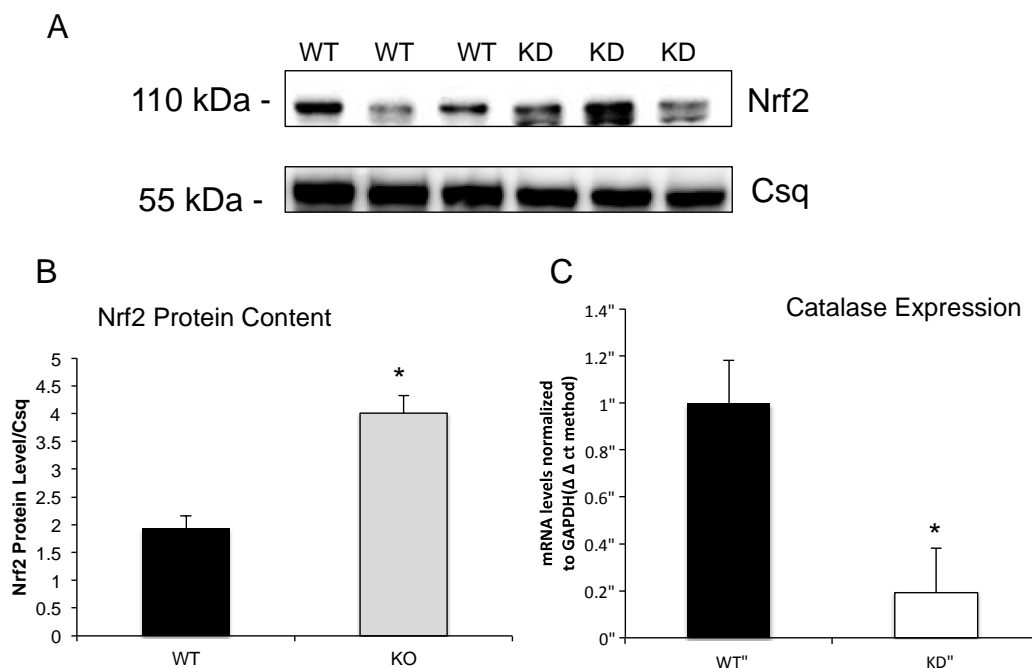 A
WT WT WT KD KD KD
110 kDa - Nrf2
55 kDa - Csq
B
Nrf2 Protein Content
Nrf2 Protein Level/Csq
5
4.5
4
3.5
3
2.5
2
1.5
1
0.5
0
*
WT KO
C
Catalase Expression
mRNA levels normalized
to GAPDH(Δ Δ ct method)
1.4"
1.2"
1"
0.8"
0.6"
0.4"
0.2"
0"
*
WT" KD"